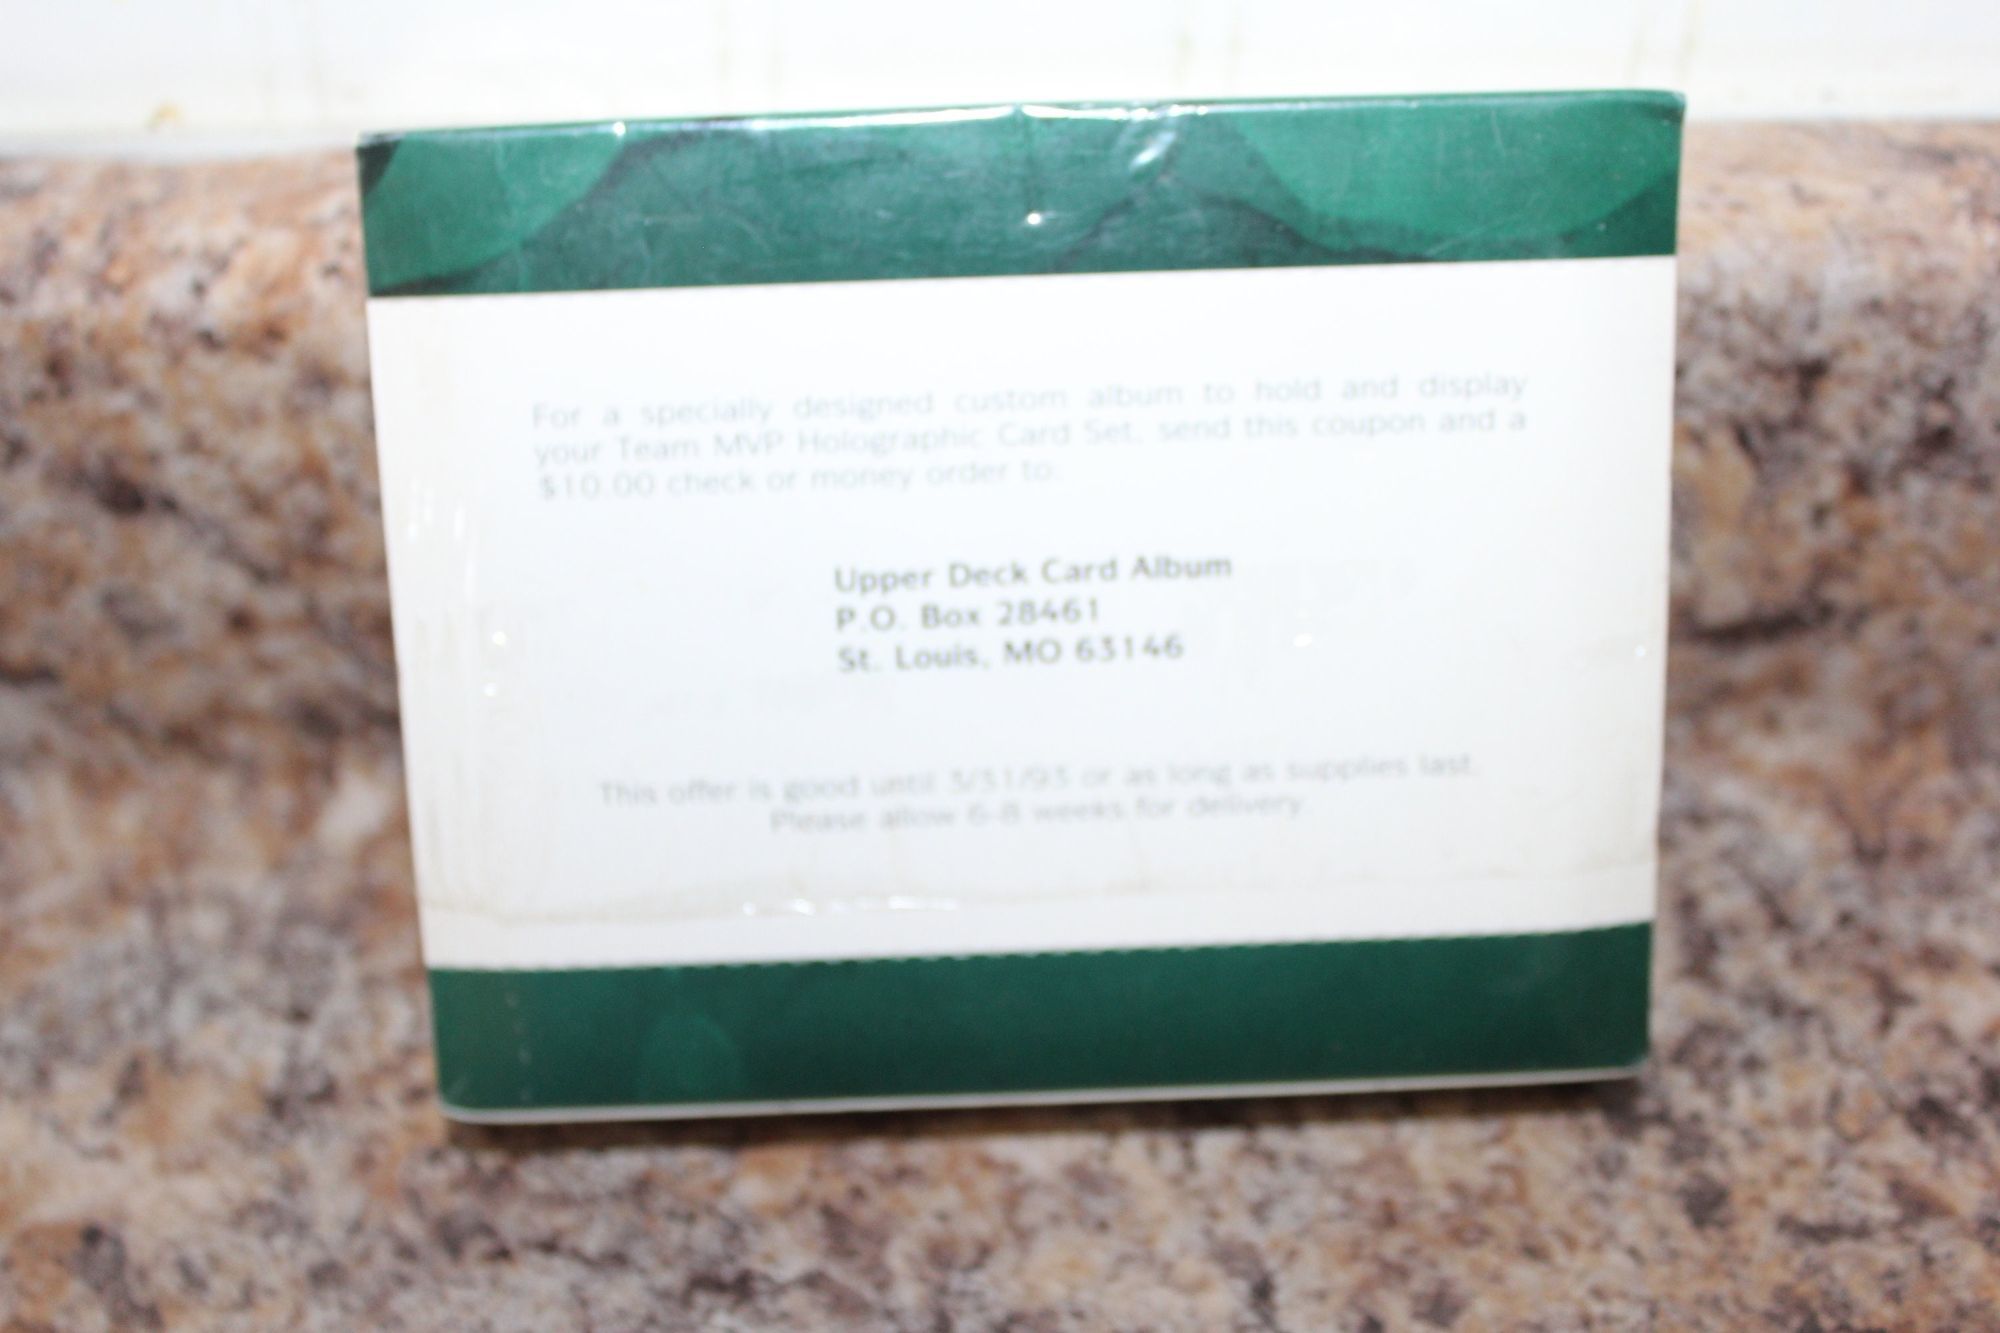 For a specially designed custom album to hold and display
your Team MVP Holographic Card Set, send this coupon and a
$10.00 check or money order to:
Upper Deck Card Album
P.O. Box 28461
St. Louis, MO 63146
This offer is good until 3/31/93 or as long as supplies last.
Please allow 6-8 weeks for delivery.